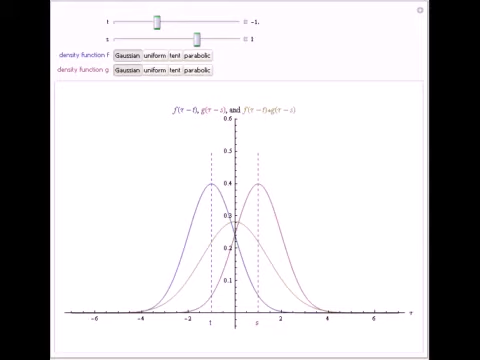 t -1.
s 1
density function f Gaussian uniform tent parabolic
density function g Gaussian uniform tent parabolic
f(τ − t), g(τ − s), and f(τ − t)∗g(τ − s)
0.6
0.5
0.4
0.3
0.2
0.1
-6 -2 2 4 6 τ
t s